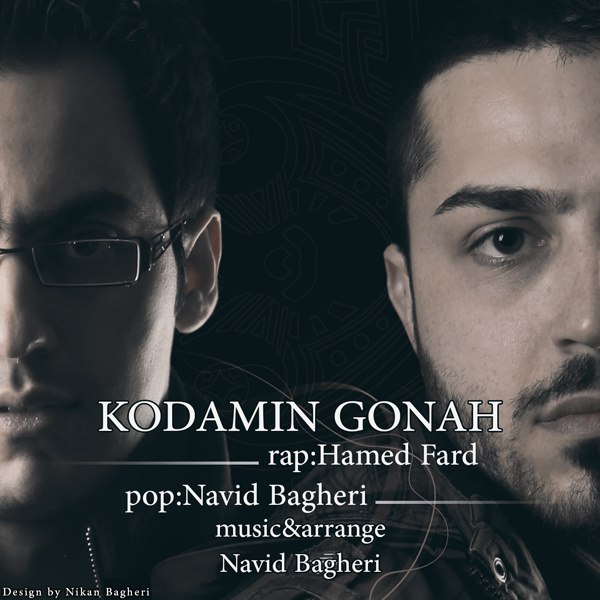 KODAMIN GONAH
rap:Hamed Fard
pop:Navid Bagheri
music&arrange
Navid Bagheri
Design by Nikan Bagheri